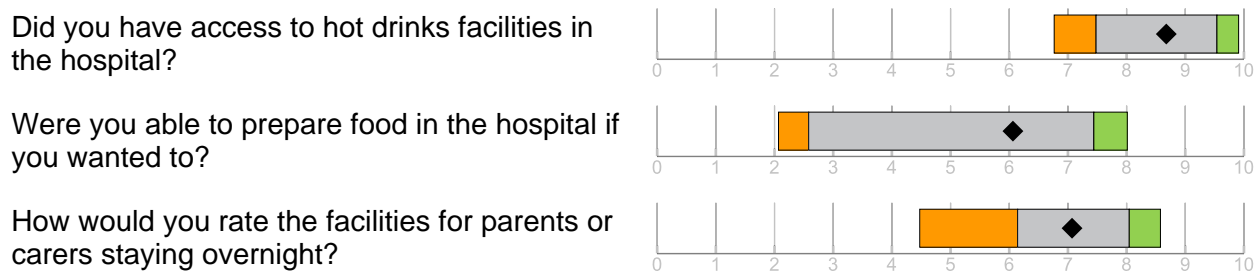 Did you have access to hot drinks facilities in
the hospital?
0 1 2 3 4 5 6 7 8 9 10
Were you able to prepare food in the hospital if
you wanted to?
0 1 2 3 4 5 6 7 8 9 10
How would you rate the facilities for parents or
carers staying overnight?
0 1 2 3 4 5 6 7 8 9 10